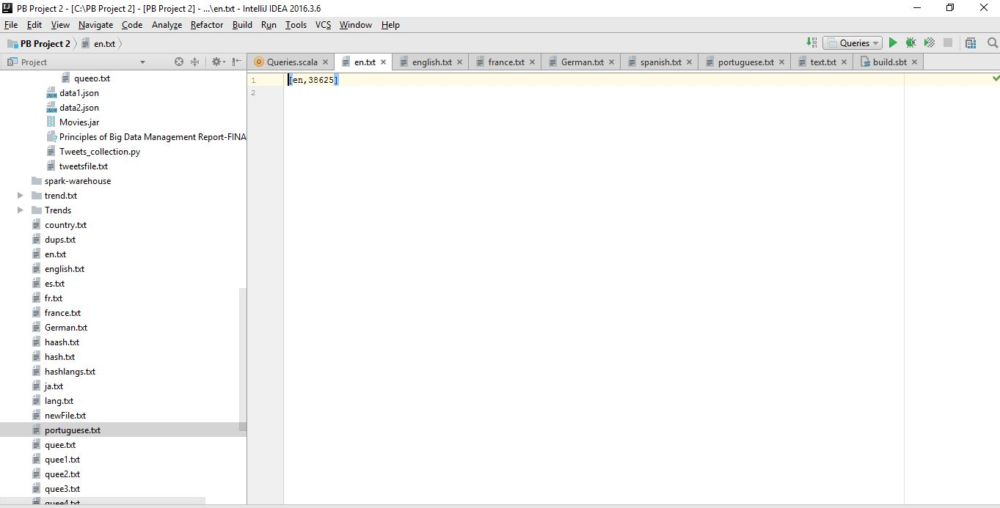 PB Project 2 - [C:\PB Project 2] - [PB Project 2] - ...\en.txt - IntelliJ IDEA 2016.3.6
File Edit View Navigate Code Analyze Refactor Build Run Tools VCS Window Help
PB Project 2 en.txt Queries
Project
Queries.scala en.txt english.txt france.txt German.txt spanish.txt portuguese.txt text.txt build.sbt
1 [en,38625]
2
queeo.txt
data1.json
data2.json
Movies.jar
Principles of Big Data Management Report-FINA
Tweets_collection.py
tweetsfile.txt
spark-warehouse
trend.txt
Trends
country.txt
dups.txt
en.txt
english.txt
es.txt
fr.txt
france.txt
German.txt
haash.txt
hash.txt
hashlangs.txt
ja.txt
lang.txt
newFile.txt
portuguese.txt
quee.txt
quee1.txt
quee2.txt
quee3.txt
quee4.txt